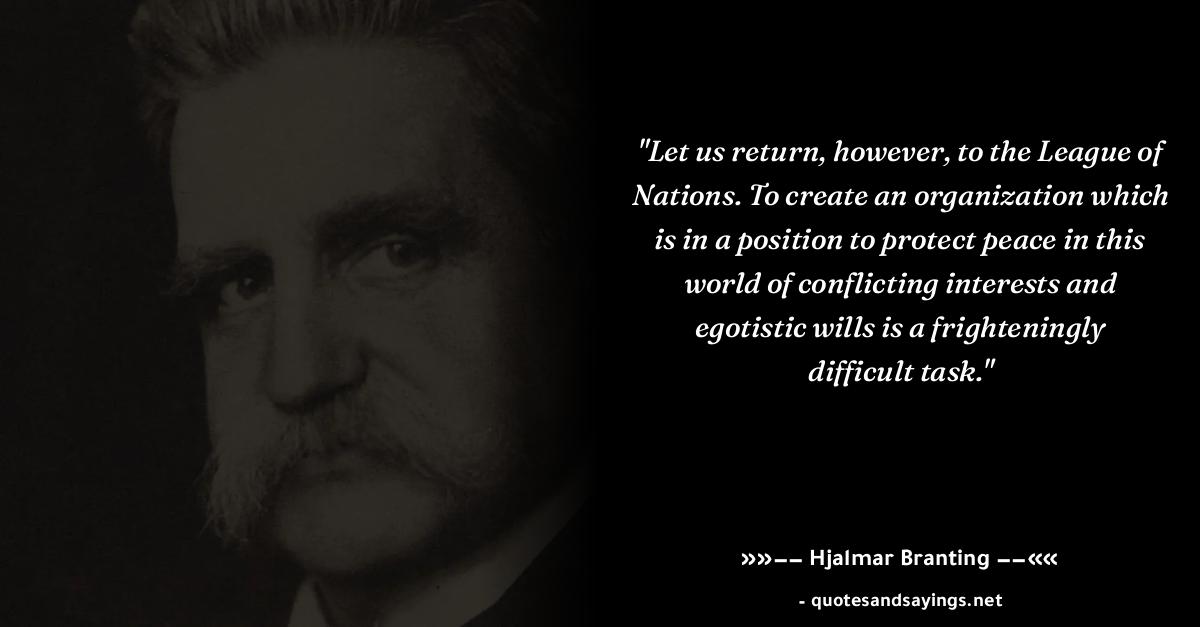 "Let us return, however, to the League of
Nations. To create an organization which
is in a position to protect peace in this
world of conflicting interests and
egotistic wills is a frighteningly
difficult task."
»»−− Hjalmar Branting −−««
- quotesandsayings.net